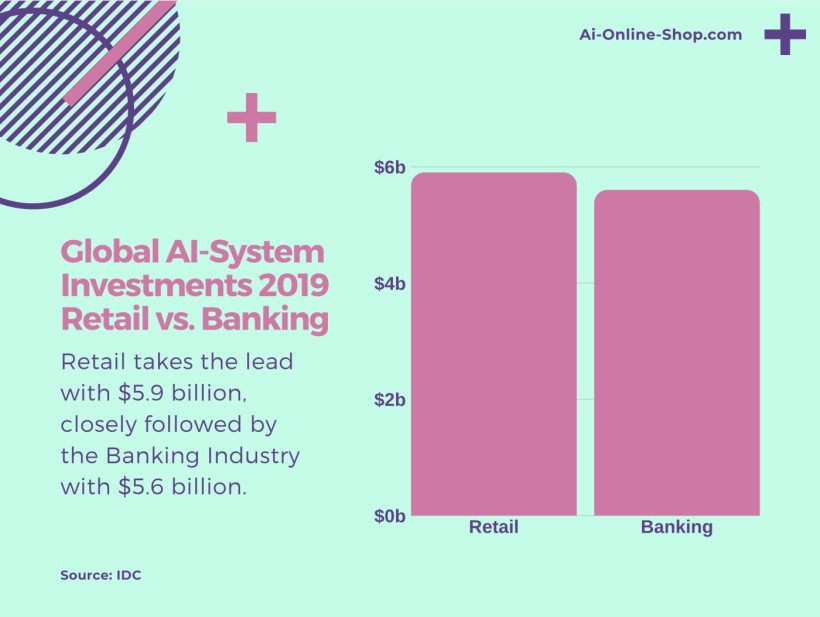 Ai-Online-Shop.com
Global AI-System
Investments 2019
Retail vs. Banking
Retail takes the lead
with $5.9 billion,
closely followed by
the Banking Industry
with $5.6 billion.
Source: IDC
$6b
$4b
$2b
$0b
Retail
Banking